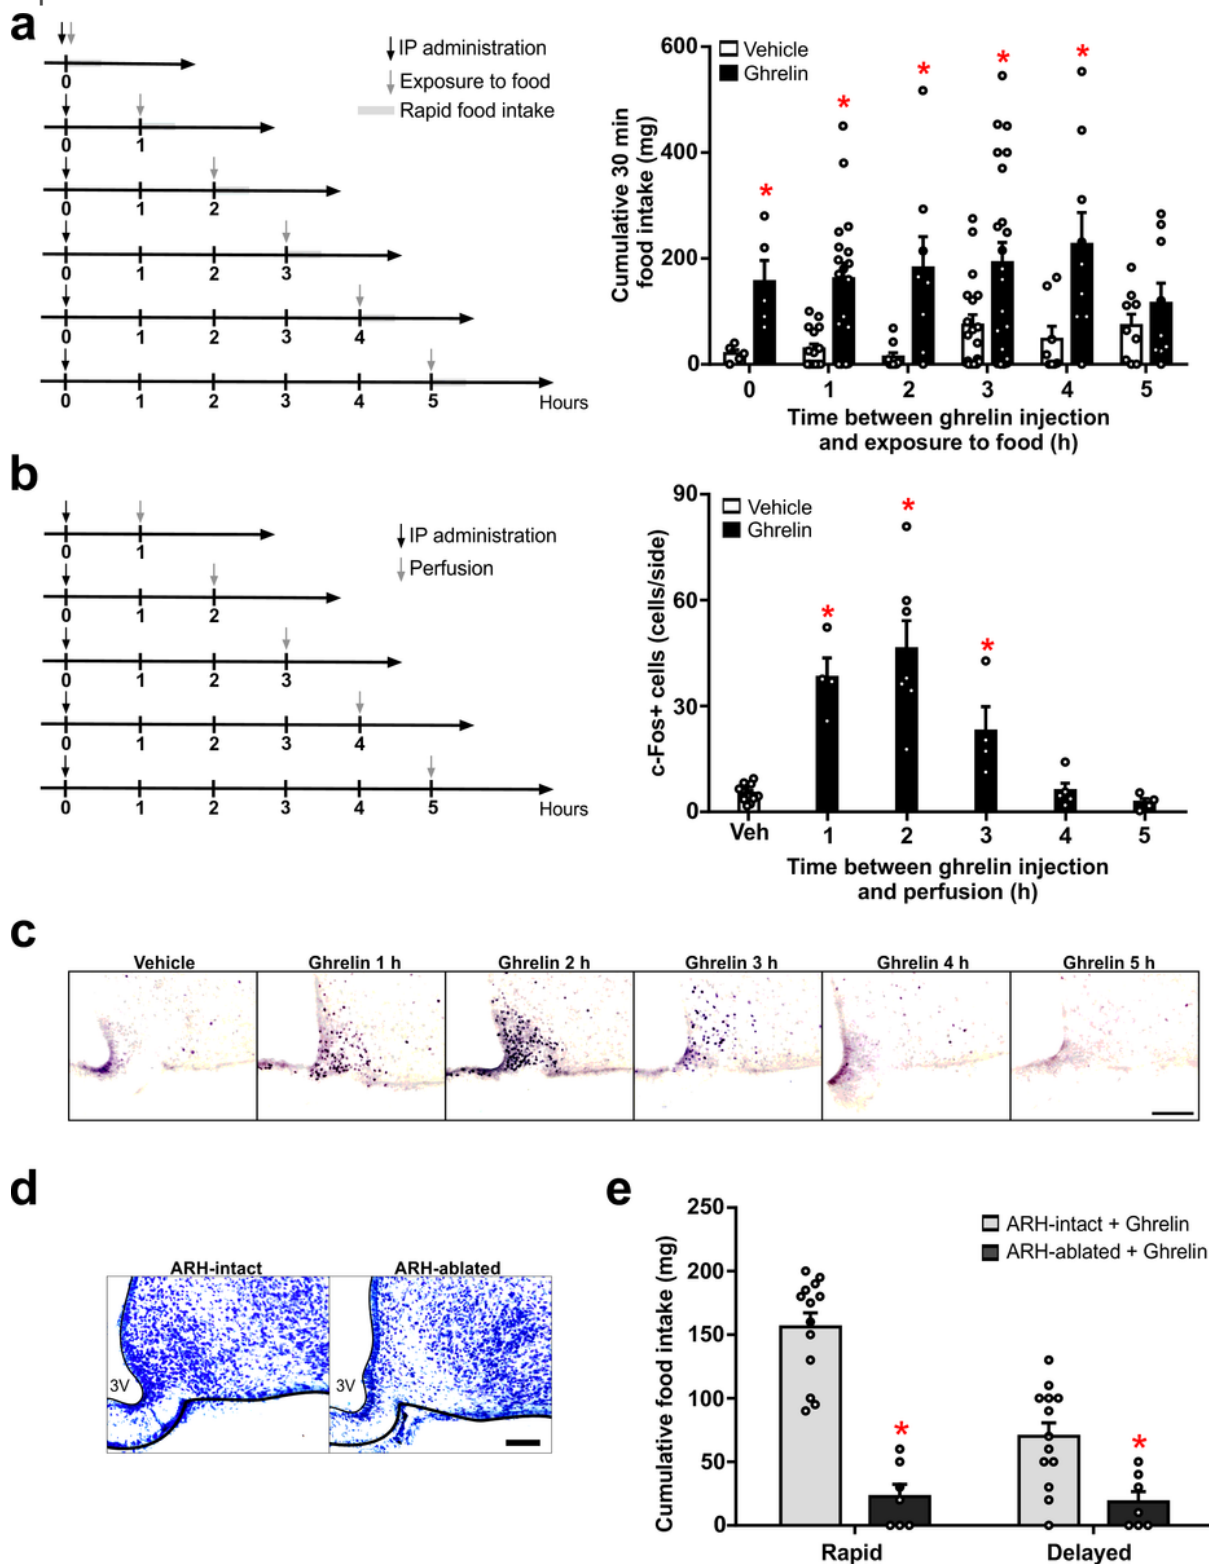 a
IP administration
Exposure to food
Rapid food intake
0
0 1
0 1 2
0 1 2 3
0 1 2 3 4
0 1 2 3 4 5 Hours
Cumulative 30 min
food intake (mg)
600
400
200
0
Vehicle
Ghrelin
* * * * *
0 1 2 3 4 5
Time between ghrelin injection
and exposure to food (h)
b
IP administration
Perfusion
0 1
0 1 2
0 1 2 3
0 1 2 3 4
0 1 2 3 4 5 Hours
c-Fos+ cells (cells/side)
90
60
30
0
Vehicle
Ghrelin
* * *
Veh 1 2 3 4 5
Time between ghrelin injection
and perfusion (h)
c
Vehicle Ghrelin 1 h Ghrelin 2 h Ghrelin 3 h Ghrelin 4 h Ghrelin 5 h
d
ARH-intact ARH-ablated
3V 3V
e
Cumulative food intake (mg)
250
200
150
100
50
0
ARH-intact + Ghrelin
ARH-ablated + Ghrelin
* *
Rapid Delayed